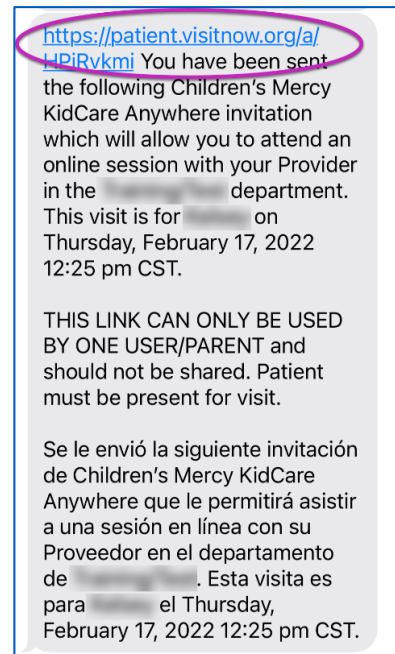 https://patient.visitnow.org/a/
HPiRvkmi You have been sent
the following Children's Mercy
KidCare Anywhere invitation
which will allow you to attend an
online session with your Provider
in the department.
This visit is for on
Thursday, February 17, 2022
12:25 pm CST.
THIS LINK CAN ONLY BE USED
BY ONE USER/PARENT and
should not be shared. Patient
must be present for visit.
Se le envió la siguiente invitación
de Children's Mercy KidCare
Anywhere que le permitirá asistir
a una sesión en línea con su
Proveedor en el departamento
de . Esta visita es
para el Thursday,
February 17, 2022 12:25 pm CST.